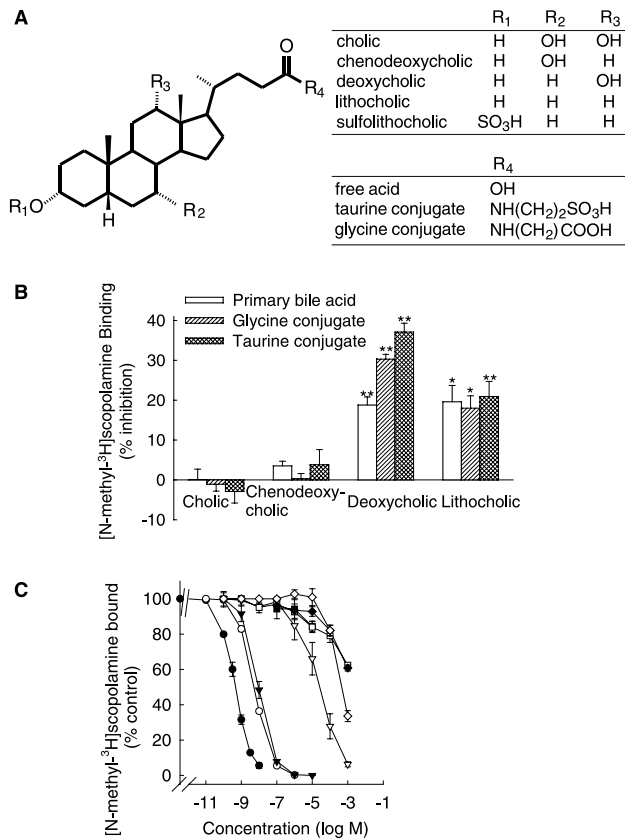 A
R₁O
H
R₂
R₃
O
R₄
R₁ R₂ R₃
cholic H OH OH
chenodeoxycholic H OH H
deoxycholic H H OH
lithocholic H H H
sulfolithocholic SO₃H H H
R₄
free acid OH
taurine conjugate NH(CH₂)₂SO₃H
glycine conjugate NH(CH₂)COOH
B
[N-methyl-³H]scopolamine Binding
(% inhibition)
Primary bile acid
Glycine conjugate
Taurine conjugate
40
30
20
10
0
-10
**
**
**
*
*
**
Cholic
Chenodeoxy-
cholic
Deoxycholic
Lithocholic
C
[N-methyl-³H]scopolamine bound
(% control)
100
80
60
40
20
0
-11 -9 -7 -5 -3 -1
Concentration (log M)